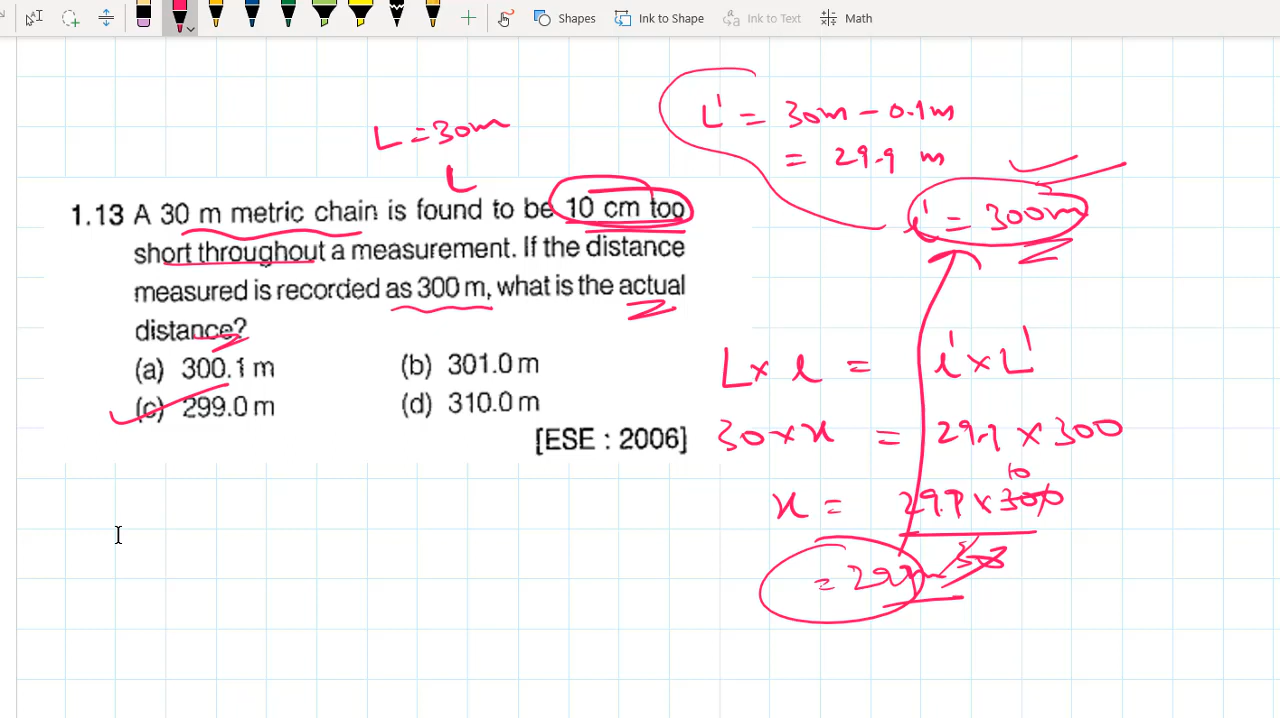 Shapes Ink to Shape Ink to Text Math
L = 30m
L
L' = 30m - 0.1m
= 29.9 m
l' = 300m
1.13 A 30 m metric chain is found to be 10 cm too
short throughout a measurement. If the distance
measured is recorded as 300 m, what is the actual
distance?
(a) 300.1 m (b) 301.0 m
(c) 299.0 m (d) 310.0 m
[ESE : 2006]
L × l = l' × L'
30 × x = 29.9 × 300
10
x = 29.9 × 300
30
= 299m